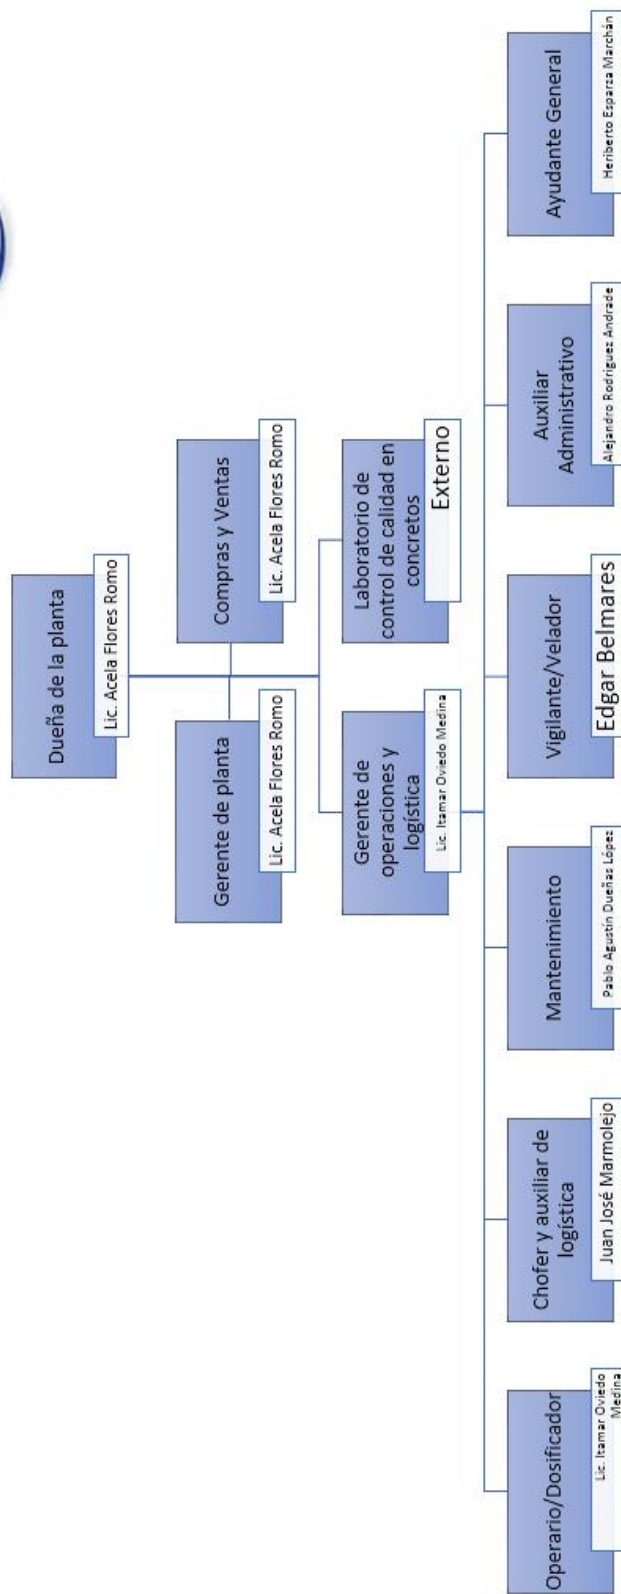 Dueña de la planta
Lic. Acela Flores Romo
Gerente de planta
Lic. Acela Flores Romo
Compras y Ventas
Lic. Acela Flores Romo
Gerente de
operaciones y
logística
Lic. Itamar Oviedo Medina
Laboratorio de
control de calidad en
concretos
Externo
Operario/Dosificador
Lic. Itamar Oviedo
Medina
Chofer y auxiliar de
logística
Juan José Marmolejo
Mantenimiento
Pablo Agustín Dueñas López
Vigilante/Velador
Edgar Belmares
Auxiliar
Administrativo
Alejandro Rodríguez Andrade
Ayudante General
Heriberto Esparza Marchán